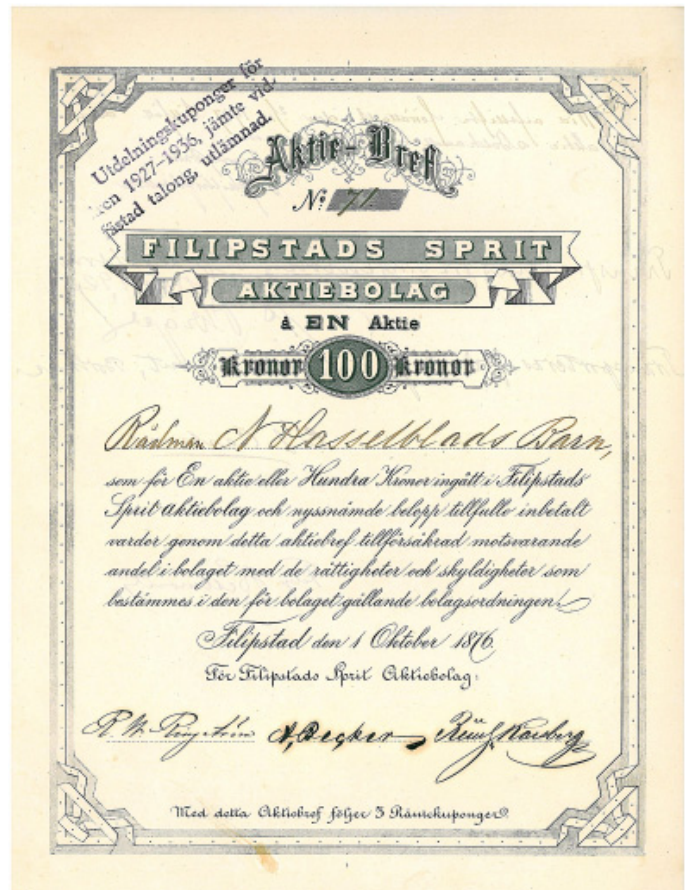 Utdelningskuponger för
åren 1927-1936, jämte vid-
fästad talong, utlämnad.
Aktie-Bref
No 71.
FILIPSTADS SPRIT
AKTIEBOLAG
á EN Aktie
Kronor 100 Kronor
Rådman N Hasselblads Barn,
som för En aktie eller Hundra Kronor ingått i Filipstads
Sprit aktiebolag och nyssnämde belopp tillfullo inbetalt
varder genom detta aktiebref tillförsäkrad motsvarande
andel i bolaget med de rättigheter och skyldigheter som
bestämmes i den för bolaget gällande bolagsordningen.
Filipstad den 1 Oktober 1876.
För Filipstads Sprit Aktiebolag:
A. Becker
Med detta Aktiebref följer 5 Räntekuponger.